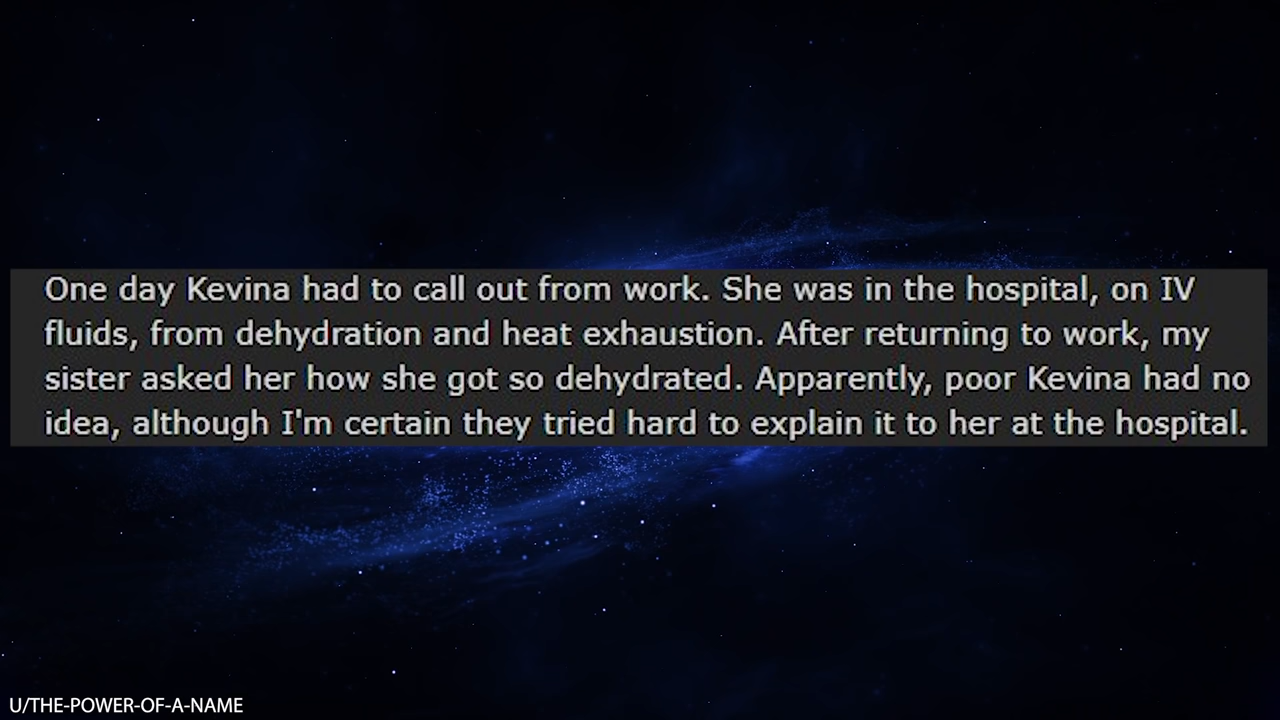 One day Kevina had to call out from work. She was in the hospital, on IV
fluids, from dehydration and heat exhaustion. After returning to work, my
sister asked her how she got so dehydrated. Apparently, poor Kevina had no
idea, although I'm certain they tried hard to explain it to her at the hospital.
U/THE-POWER-OF-A-NAME